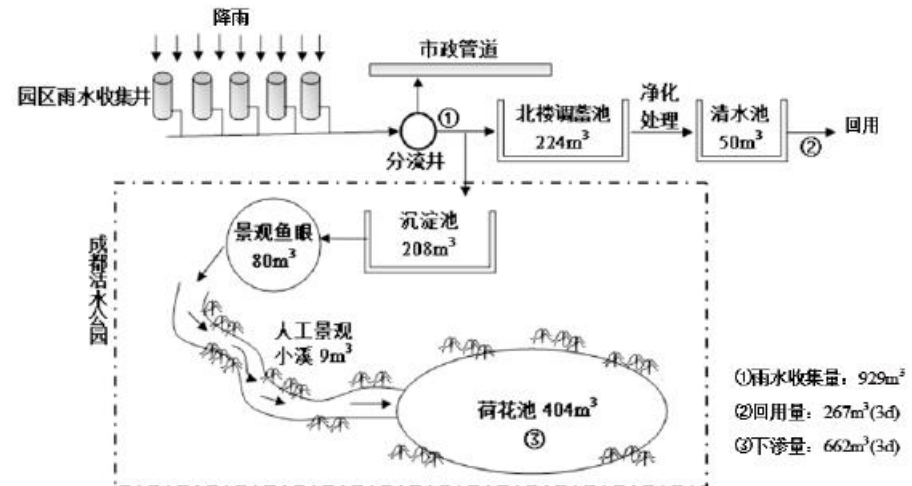 降雨
市政管道
园区雨水收集井
①
分流井
北楼调蓄池
224m³
净化
处理
清水池
50m³
②
回用
成都活水公园
景观鱼眼
80m³
沉淀池
208m³
人工景观
小溪 9m³
荷花池 404m³
③
①雨水收集量：929m³
②回用量：267m³(3d)
③下渗量：662m³(3d)